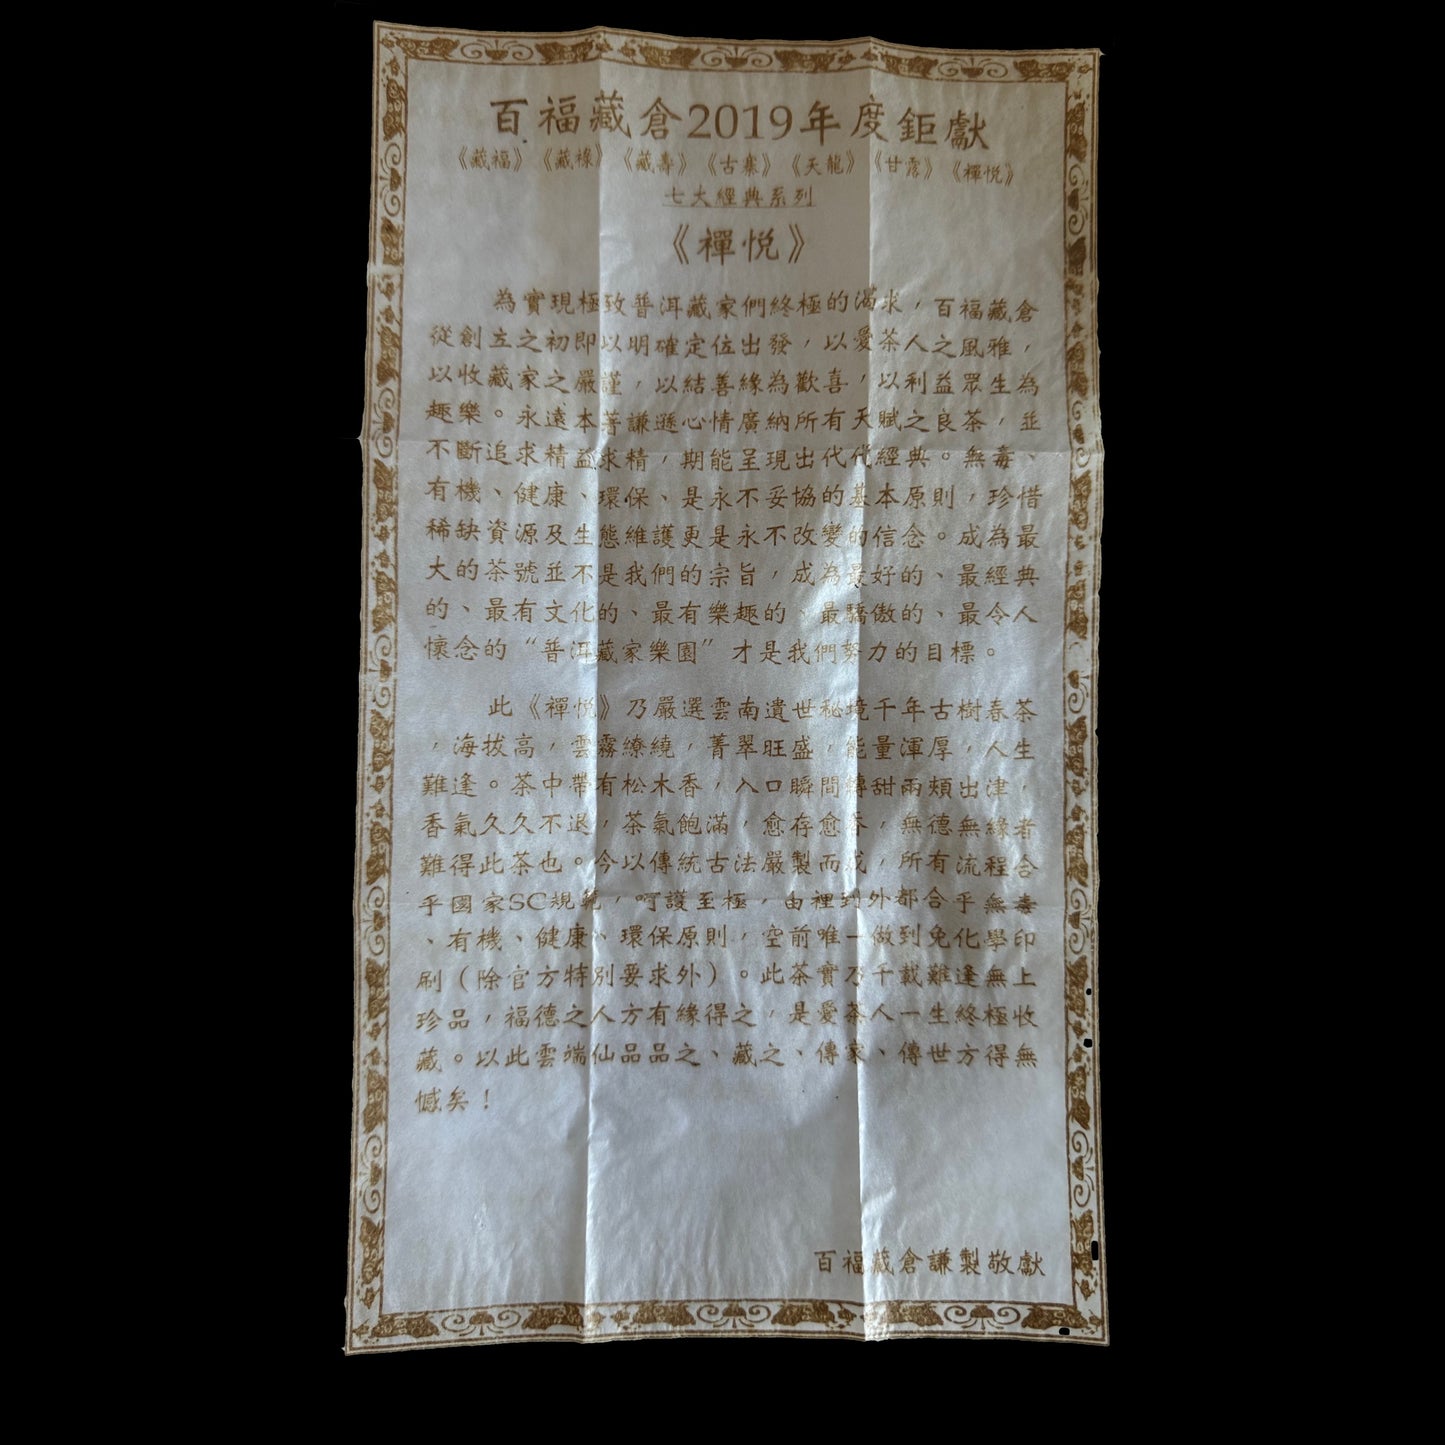 百福藏倉2019年度鉅獻
《藏福》《藏祿》《藏壽》《古寨》《天龍》《甘露》《禪悅》
七大經典系列
《禪悅》
為實現極致普洱藏家們終極的渴求，百福藏倉
從創立之初即以明確定位出發，以愛茶人之風雅，
以收藏家之嚴謹，以結善緣為歡喜，以利益眾生為
趣樂。永遠本著謙遜心情廣納所有天賦之良茶，並
不斷追求精益求精，期能呈現出代代經典。無毒、
有機、健康、環保、是永不妥協的基本原則，珍惜
稀缺資源及生態維護更是永不改變的信念。成為最
大的茶號並不是我們的宗旨，成為最好的、最經典
的、最有文化的、最有樂趣的、最驕傲的、最令人
懷念的“普洱藏家樂園”才是我們努力的目標。
此《禪悅》乃嚴選雲南遺世秘境千年古樹春茶
，海拔高，雲霧繚繞，菁翠旺盛，能量渾厚，人生
難逢。茶中帶有松木香，入口瞬間轉甜兩頰出津，
香氣久久不退，茶氣飽滿，愈存愈香，無德無緣者
難得此茶也。今以傳統古法嚴製而成，所有流程合
乎國家SC規範，呵護至極，由裡到外都合乎無毒
、有機、健康、環保原則，空前唯一做到免化學印
刷（除官方特別要求外）。此茶實乃千載難逢無上
珍品，福德之人方有緣得之，是愛茶人一生終極收
藏。以此雲端仙品品之、藏之、傳家、傳世方得無
憾矣！
百福藏倉謙製敬獻